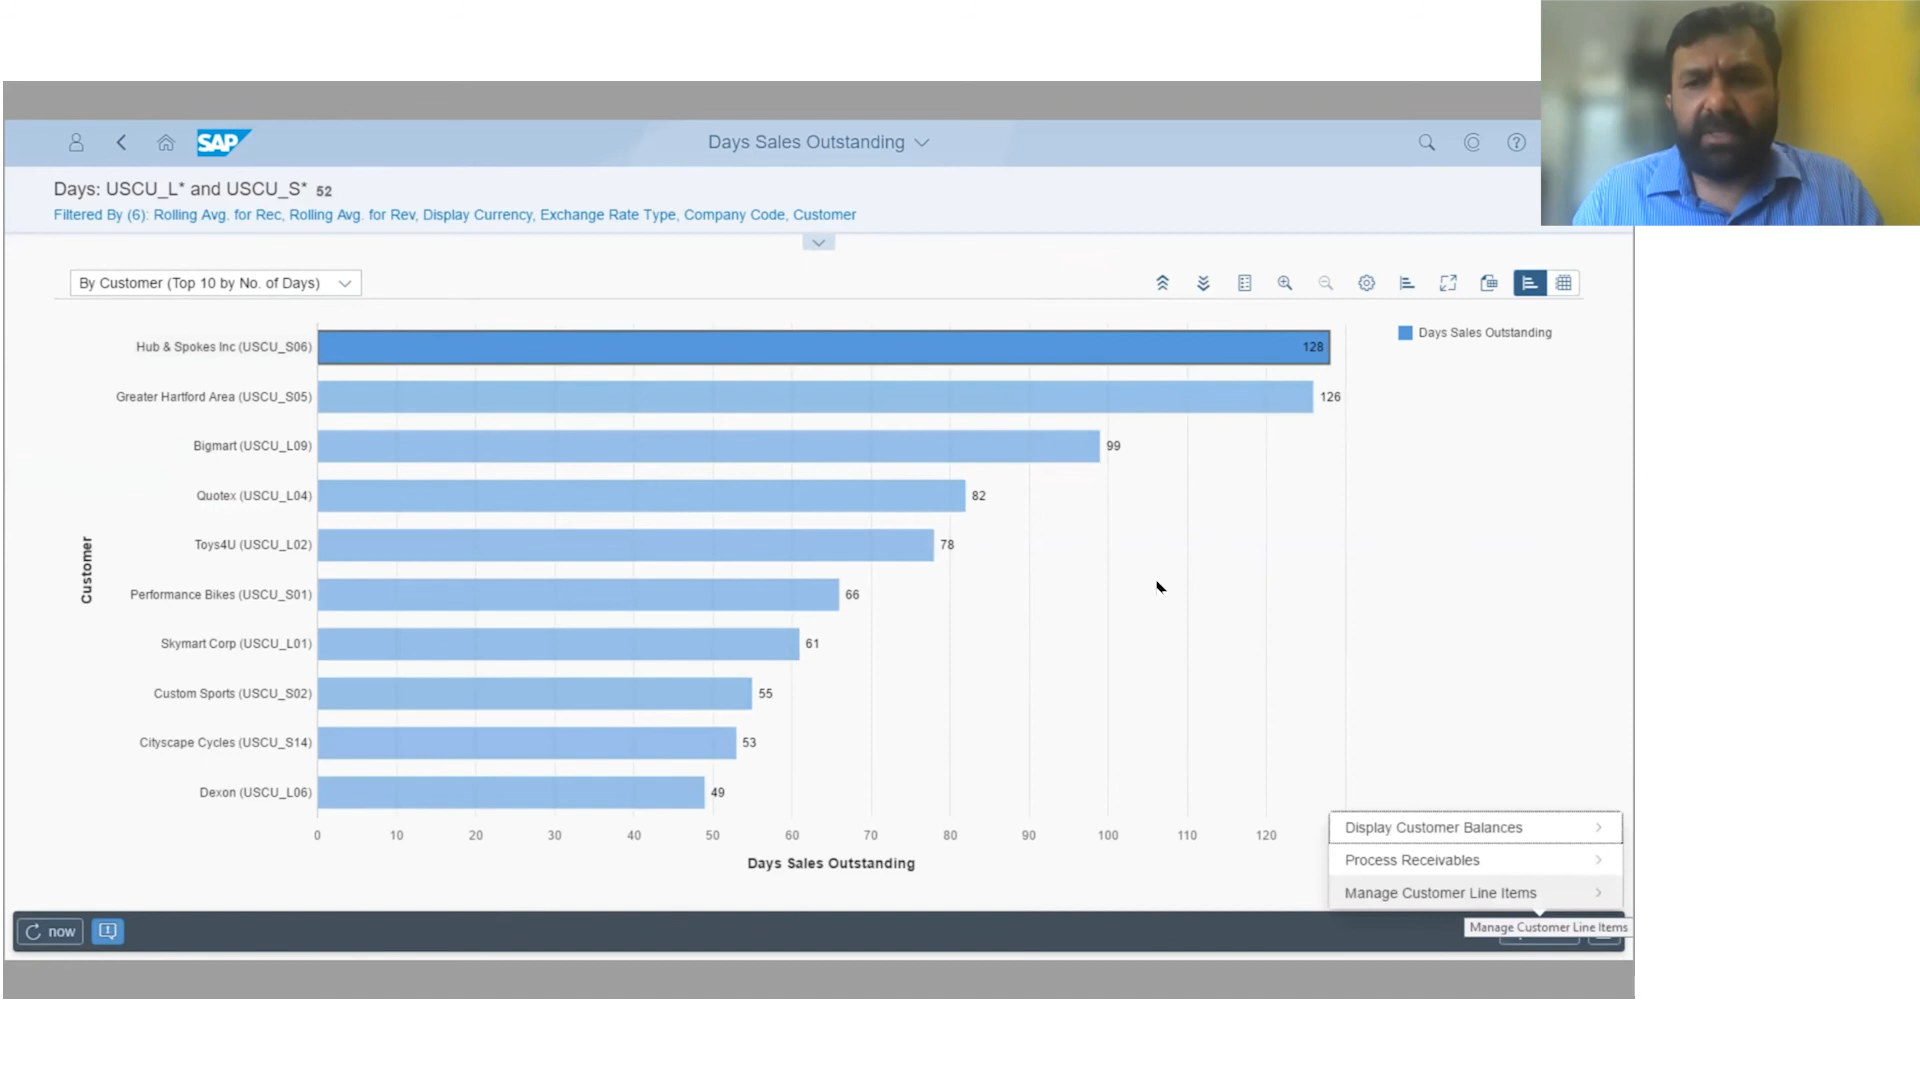 SAP
Days Sales Outstanding
Days: USCU_L* and USCU_S* 52
Filtered By (6): Rolling Avg. for Rec, Rolling Avg. for Rev, Display Currency, Exchange Rate Type, Company Code, Customer
By Customer (Top 10 by No. of Days)
Days Sales Outstanding
Customer
Hub & Spokes Inc (USCU_S06) 128
Greater Hartford Area (USCU_S05) 126
Bigmart (USCU_L09) 99
Quotex (USCU_L04) 82
Toys4U (USCU_L02) 78
Performance Bikes (USCU_S01) 66
Skymart Corp (USCU_L01) 61
Custom Sports (USCU_S02) 55
Cityscape Cycles (USCU_S14) 53
Dexon (USCU_L06) 49
0 10 20 30 40 50 60 70 80 90 100 110 120
Days Sales Outstanding
Display Customer Balances
Process Receivables
Manage Customer Line Items
Manage Customer Line Items
now